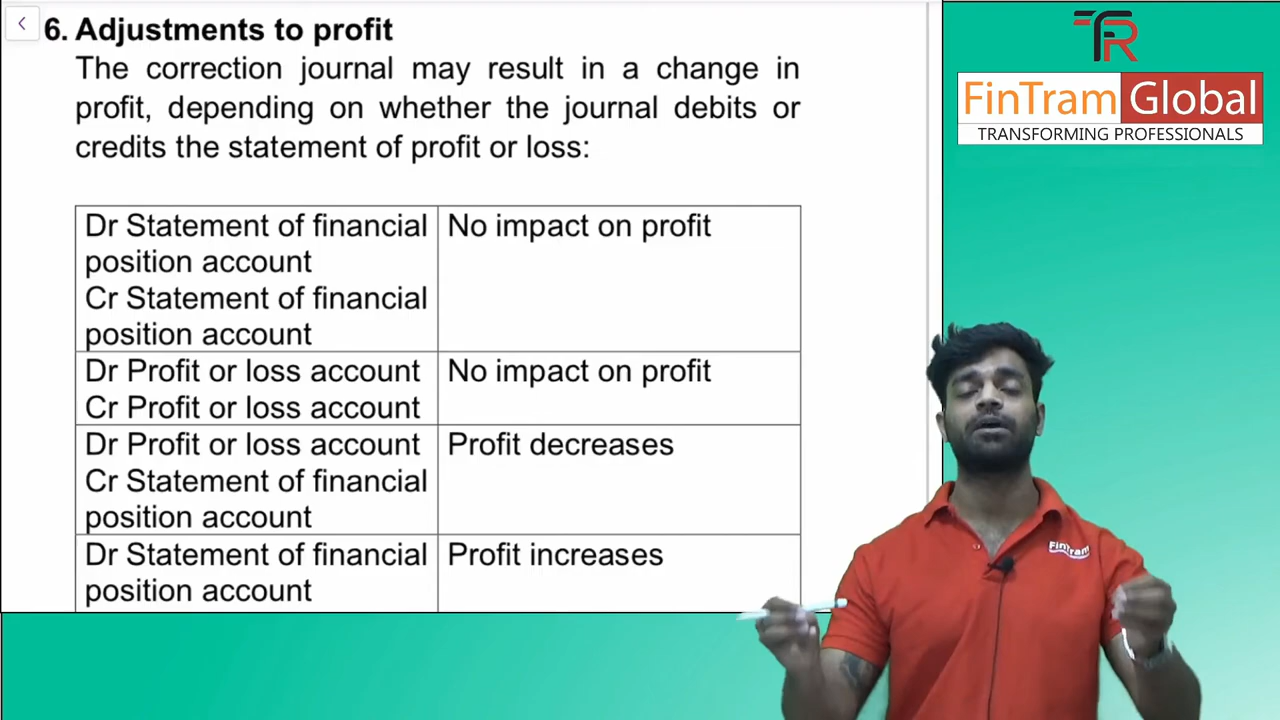 6. Adjustments to profit
The correction journal may result in a change in
profit, depending on whether the journal debits or
credits the statement of profit or loss:
Dr Statement of financial
position account
Cr Statement of financial
position account
No impact on profit
Dr Profit or loss account
Cr Profit or loss account
No impact on profit
Dr Profit or loss account
Cr Statement of financial
position account
Profit decreases
Dr Statement of financial
position account
Profit increases
FinTram Global
TRANSFORMING PROFESSIONALS
FinTram